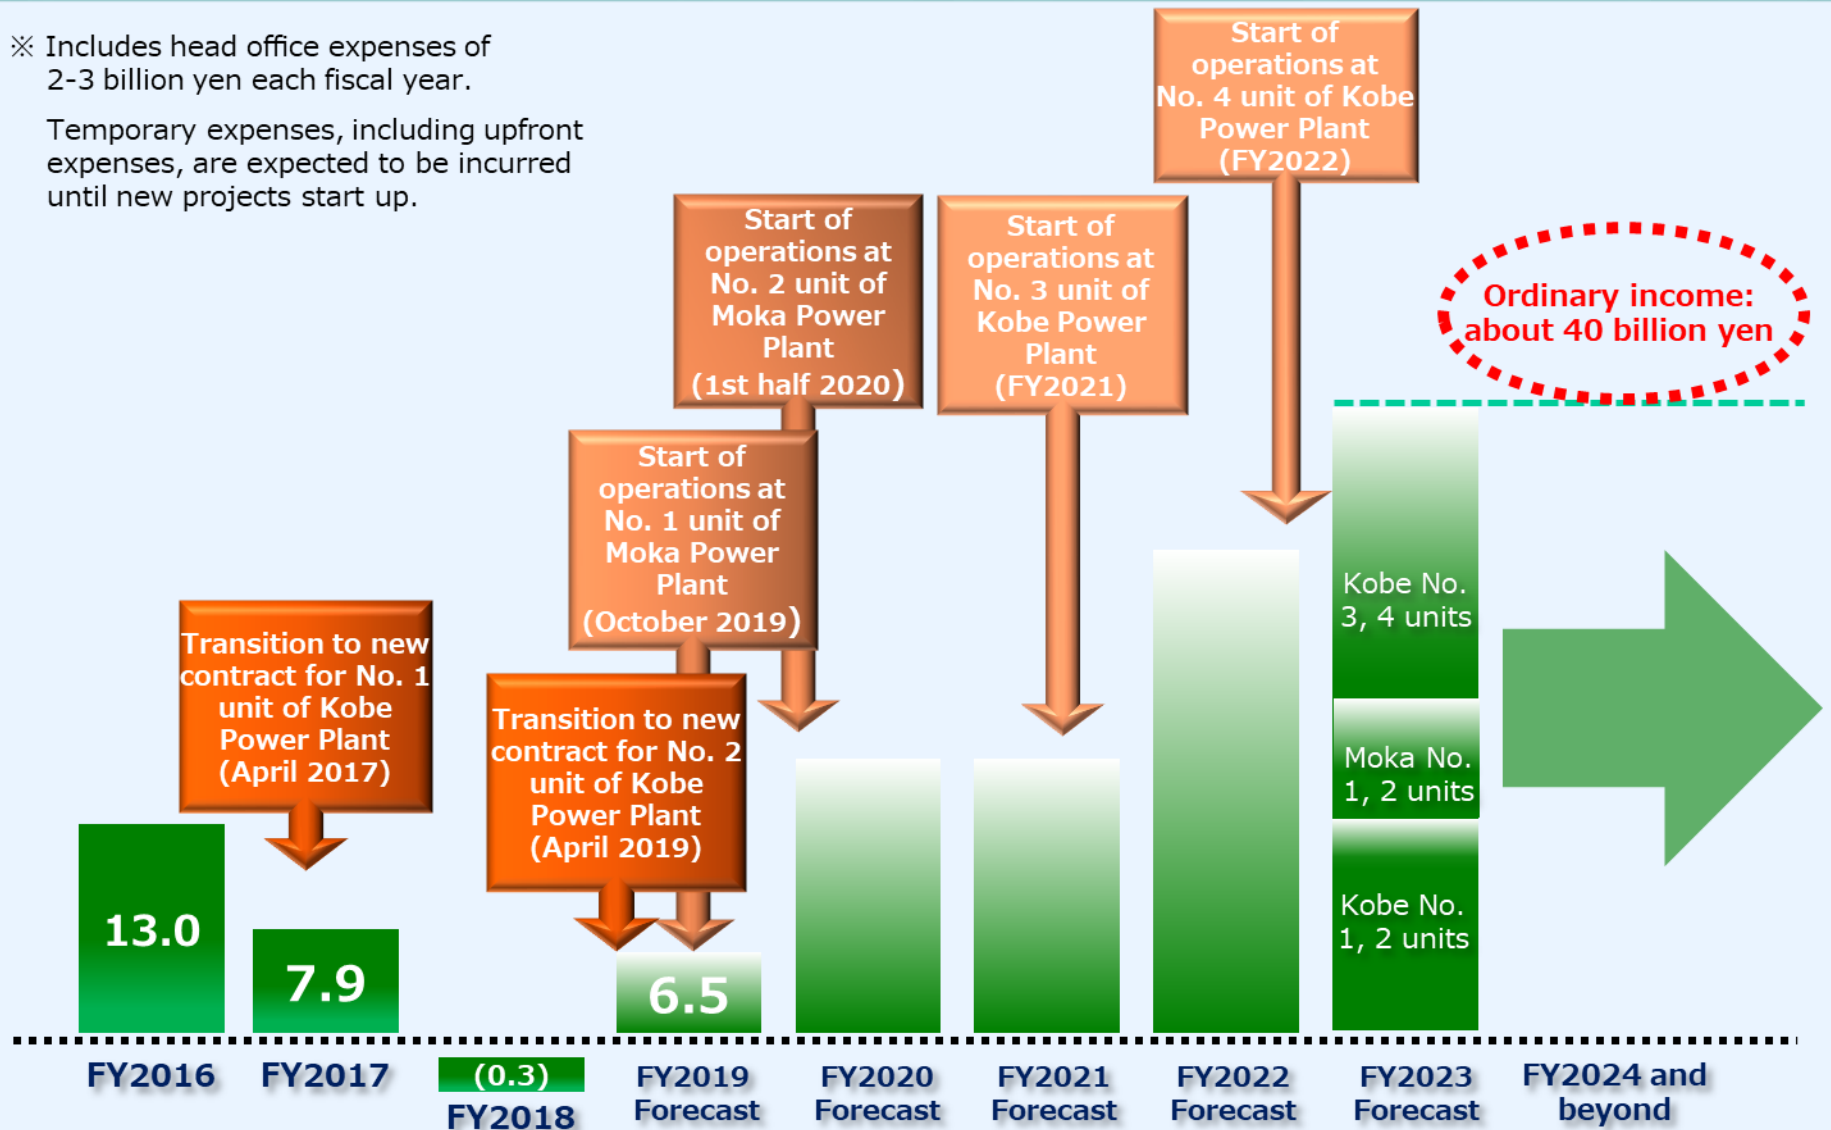 ※ Includes head office expenses of
2-3 billion yen each fiscal year.
Temporary expenses, including upfront
expenses, are expected to be incurred
until new projects start up.
Start of
operations at
No. 4 unit of Kobe
Power Plant
(FY2022)
Start of
operations at
No. 2 unit of
Moka Power
Plant
(1st half 2020)
Start of
operations at
No. 3 unit of
Kobe Power
Plant
(FY2021)
Ordinary income:
about 40 billion yen
Start of
operations at
No. 1 unit of
Moka Power
Plant
(October 2019)
Transition to new
contract for No. 1
unit of Kobe
Power Plant
(April 2017)
Transition to new
contract for No. 2
unit of Kobe
Power Plant
(April 2019)
Kobe No.
3, 4 units
Moka No.
1, 2 units
Kobe No.
1, 2 units
13.0
7.9
6.5
(0.3)
FY2016
FY2017
FY2018
FY2019
Forecast
FY2020
Forecast
FY2021
Forecast
FY2022
Forecast
FY2023
Forecast
FY2024 and
beyond